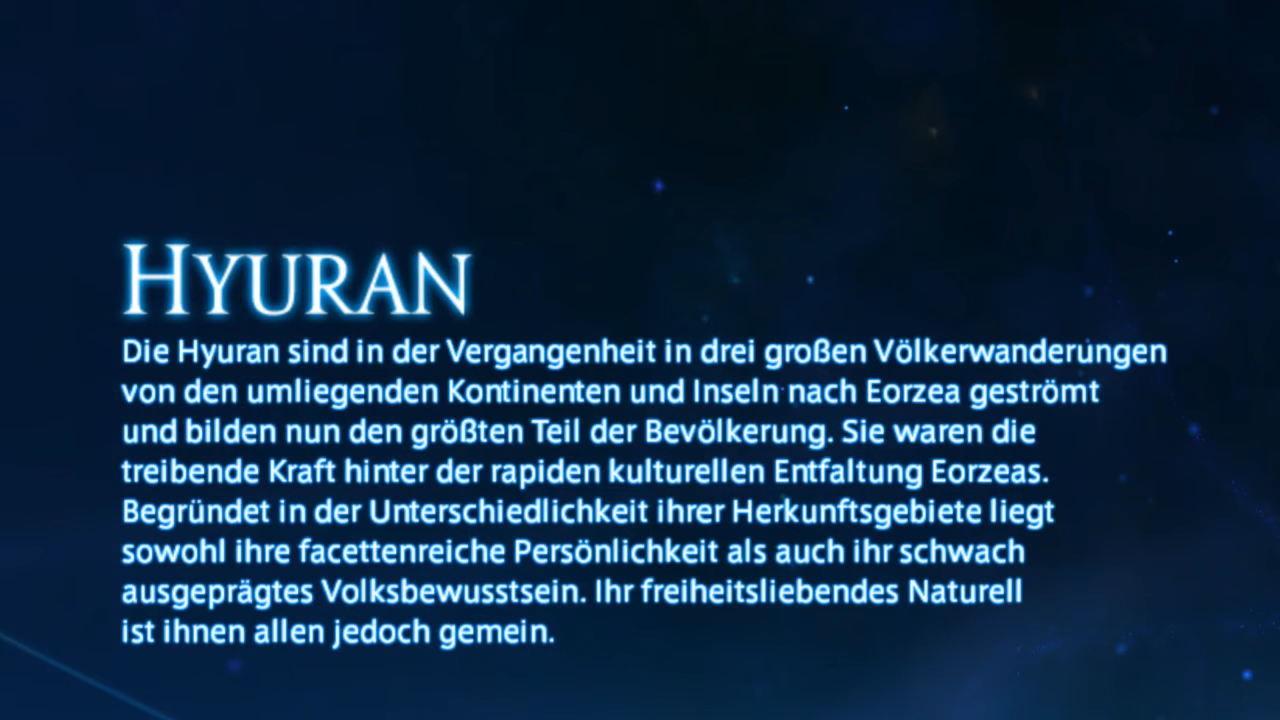 HYURAN
Die Hyuran sind in der Vergangenheit in drei großen Völkerwanderungen
von den umliegenden Kontinenten und Inseln nach Eorzea geströmt
und bilden nun den größten Teil der Bevölkerung. Sie waren die
treibende Kraft hinter der rapiden kulturellen Entfaltung Eorzeas.
Begründet in der Unterschiedlichkeit ihrer Herkunftsgebiete liegt
sowohl ihre facettenreiche Persönlichkeit als auch ihr schwach
ausgeprägtes Volksbewusstsein. Ihr freiheitsliebendes Naturell
ist ihnen allen jedoch gemein.